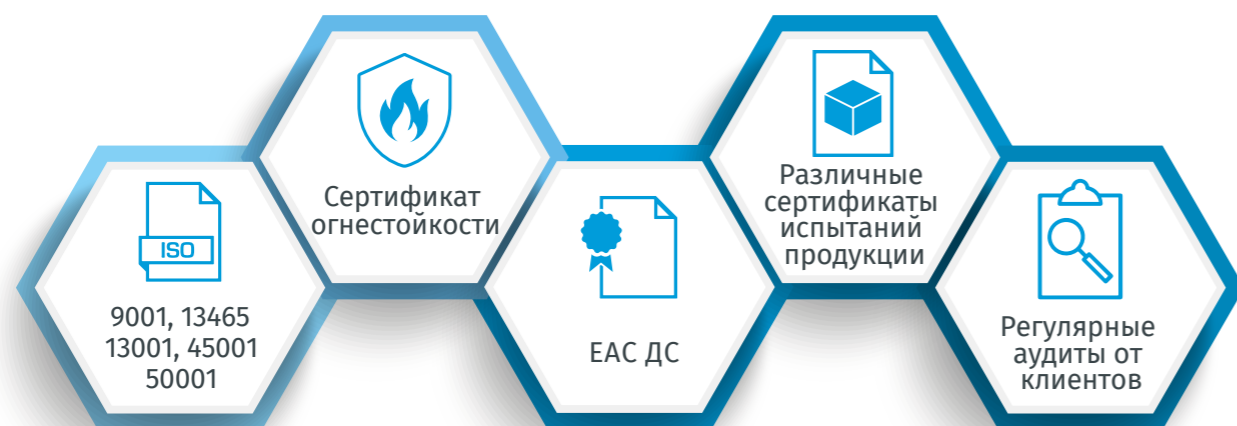 ISO
9001, 13465
13001, 45001
50001
Сертификат
огнестойкости
ЕАС ДС
Различные
сертификаты
испытаний
продукции
Регулярные
аудиты от
клиентов